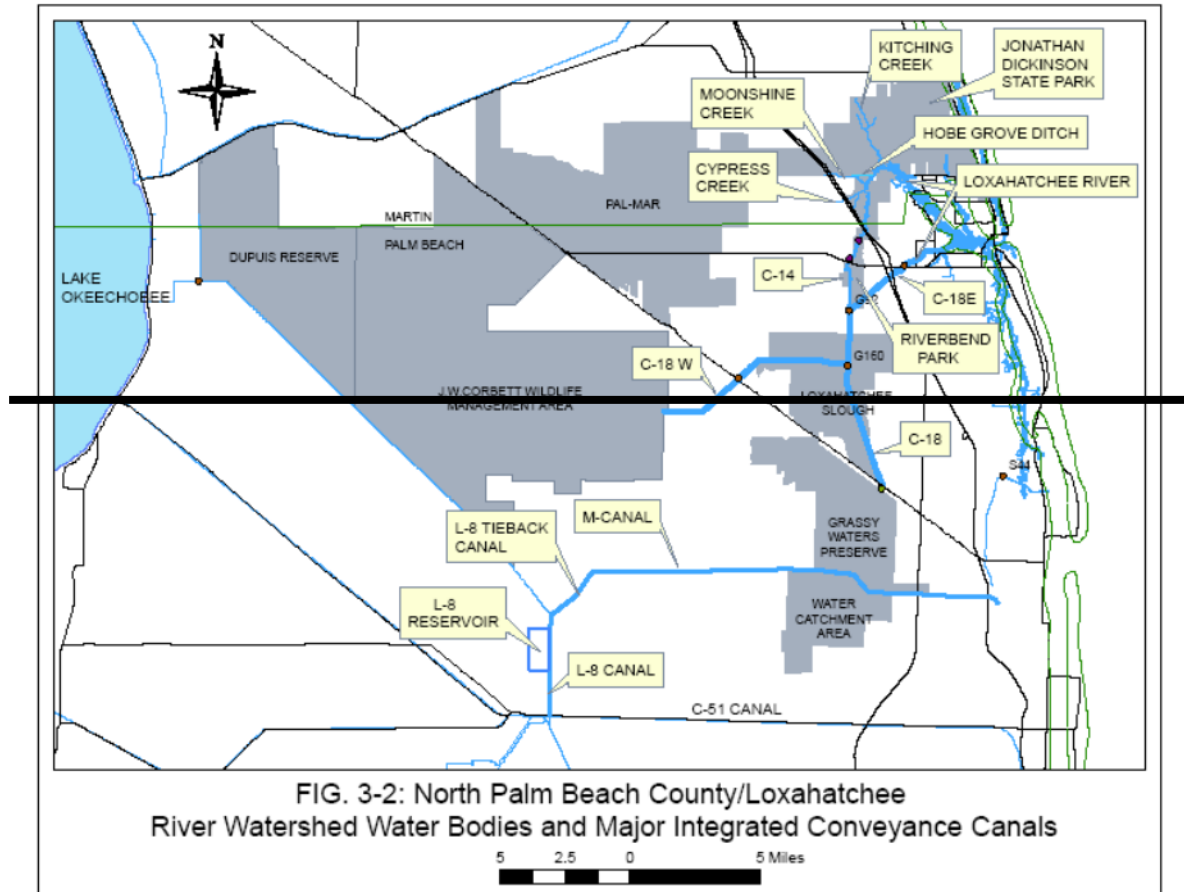 N
KITCHING
CREEK
JONATHAN
DICKINSON
STATE PARK
MOONSHINE
CREEK
HOBE GROVE DITCH
CYPRESS
CREEK
LOXAHATCHEE RIVER
PAL-MAR
MARTIN
PALM BEACH
DUPUIS RESERVE
LAKE
OKEECHOBEE
C-14
C-18E
RIVERBEND
PARK
G160
C-18 W
J.W.CORBETT WILDLIFE
MANAGEMENT AREA
LOXAHATCHEE
SLOUGH
C-18
S44
M-CANAL
L-8 TIEBACK
CANAL
GRASSY
WATERS
PRESERVE
L-8
RESERVOIR
WATER
CATCHMENT
AREA
L-8 CANAL
C-51 CANAL
FIG. 3-2: North Palm Beach County/Loxahatchee
River Watershed Water Bodies and Major Integrated Conveyance Canals
5 2.5 0 5 Miles